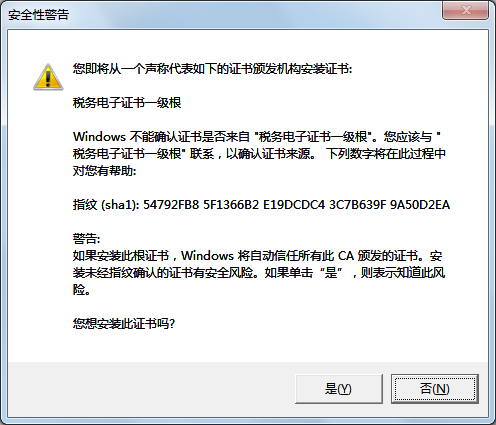 安全性警告
您即将从一个声称代表如下的证书颁发机构安装证书:
税务电子证书一级根
Windows 不能确认证书是否来自 "税务电子证书一级根"。您应该与 "
税务电子证书一级根" 联系，以确认证书来源。 下列数字将在此过程中
对您有帮助:
指纹 (sha1): 54792FB8 5F1366B2 E19DCDC4 3C7B639F 9A50D2EA
警告:
如果安装此根证书，Windows 将自动信任所有此 CA 颁发的证书。安
装未经指纹确认的证书有安全风险。如果单击“是”，则表示知道此风
险。
您想安装此证书吗?
是(Y)
否(N)